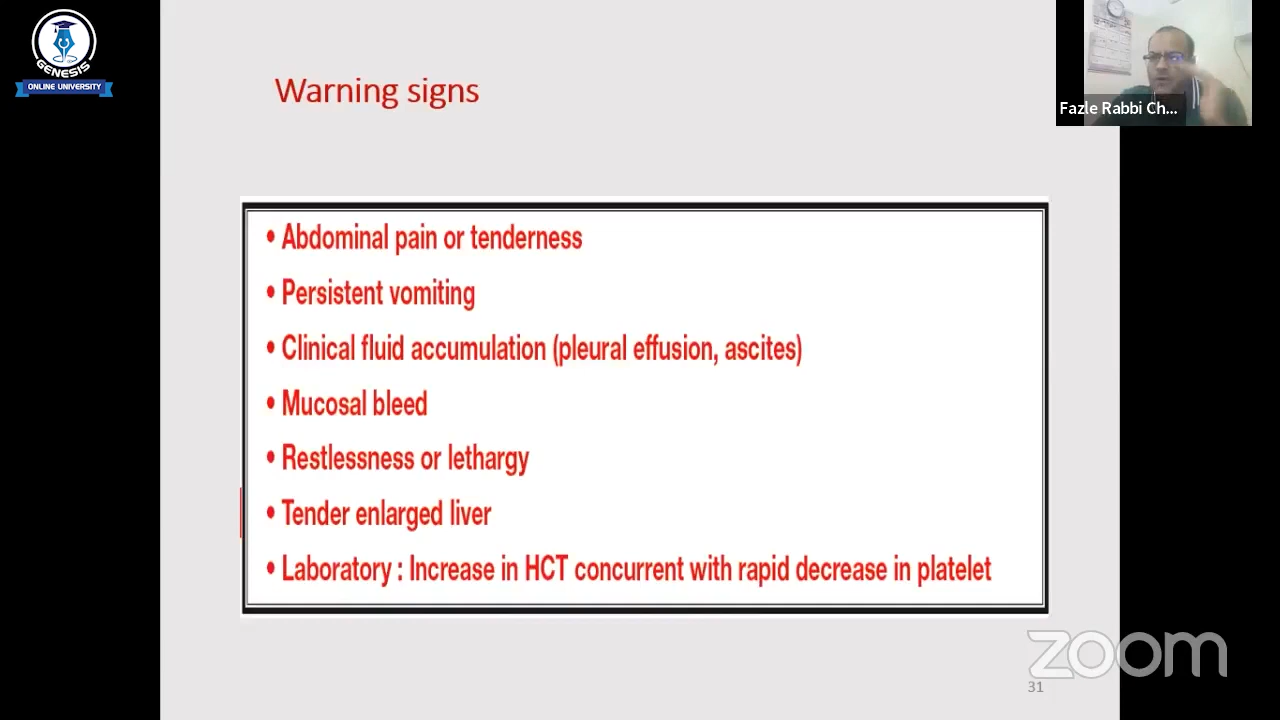 GENESIS
ONLINE UNIVERSITY
Warning signs
Fazle Rabbi Ch...
• Abdominal pain or tenderness
• Persistent vomiting
• Clinical fluid accumulation (pleural effusion, ascites)
• Mucosal bleed
• Restlessness or lethargy
• Tender enlarged liver
• Laboratory : Increase in HCT concurrent with rapid decrease in platelet
zoom
31